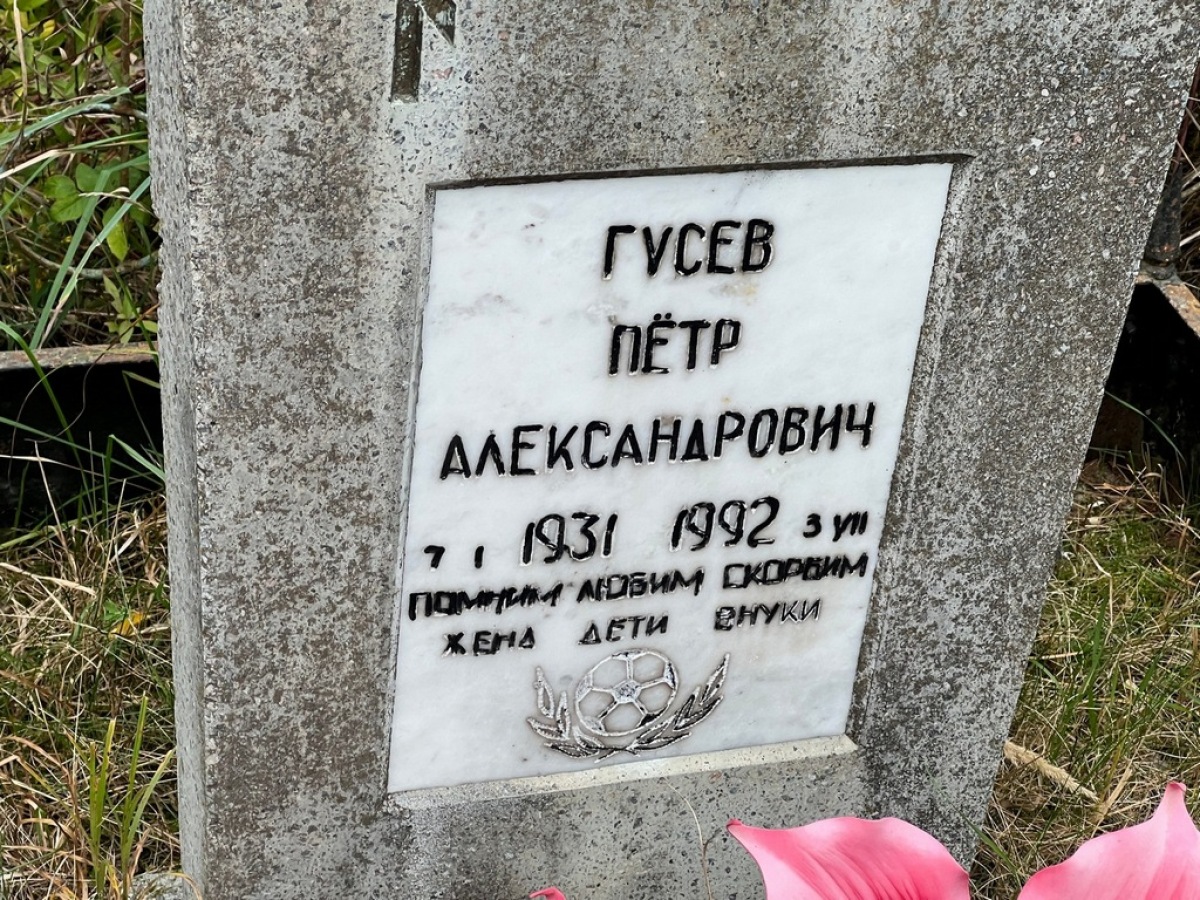 ГУСЕВ
ПЁТР
АЛЕКСАНДРОВИЧ
7 I 1931 1992 3 VII
ПОМНИМ ЛЮБИМ СКОРБИМ
ЖЕНА ДЕТИ ВНУКИ